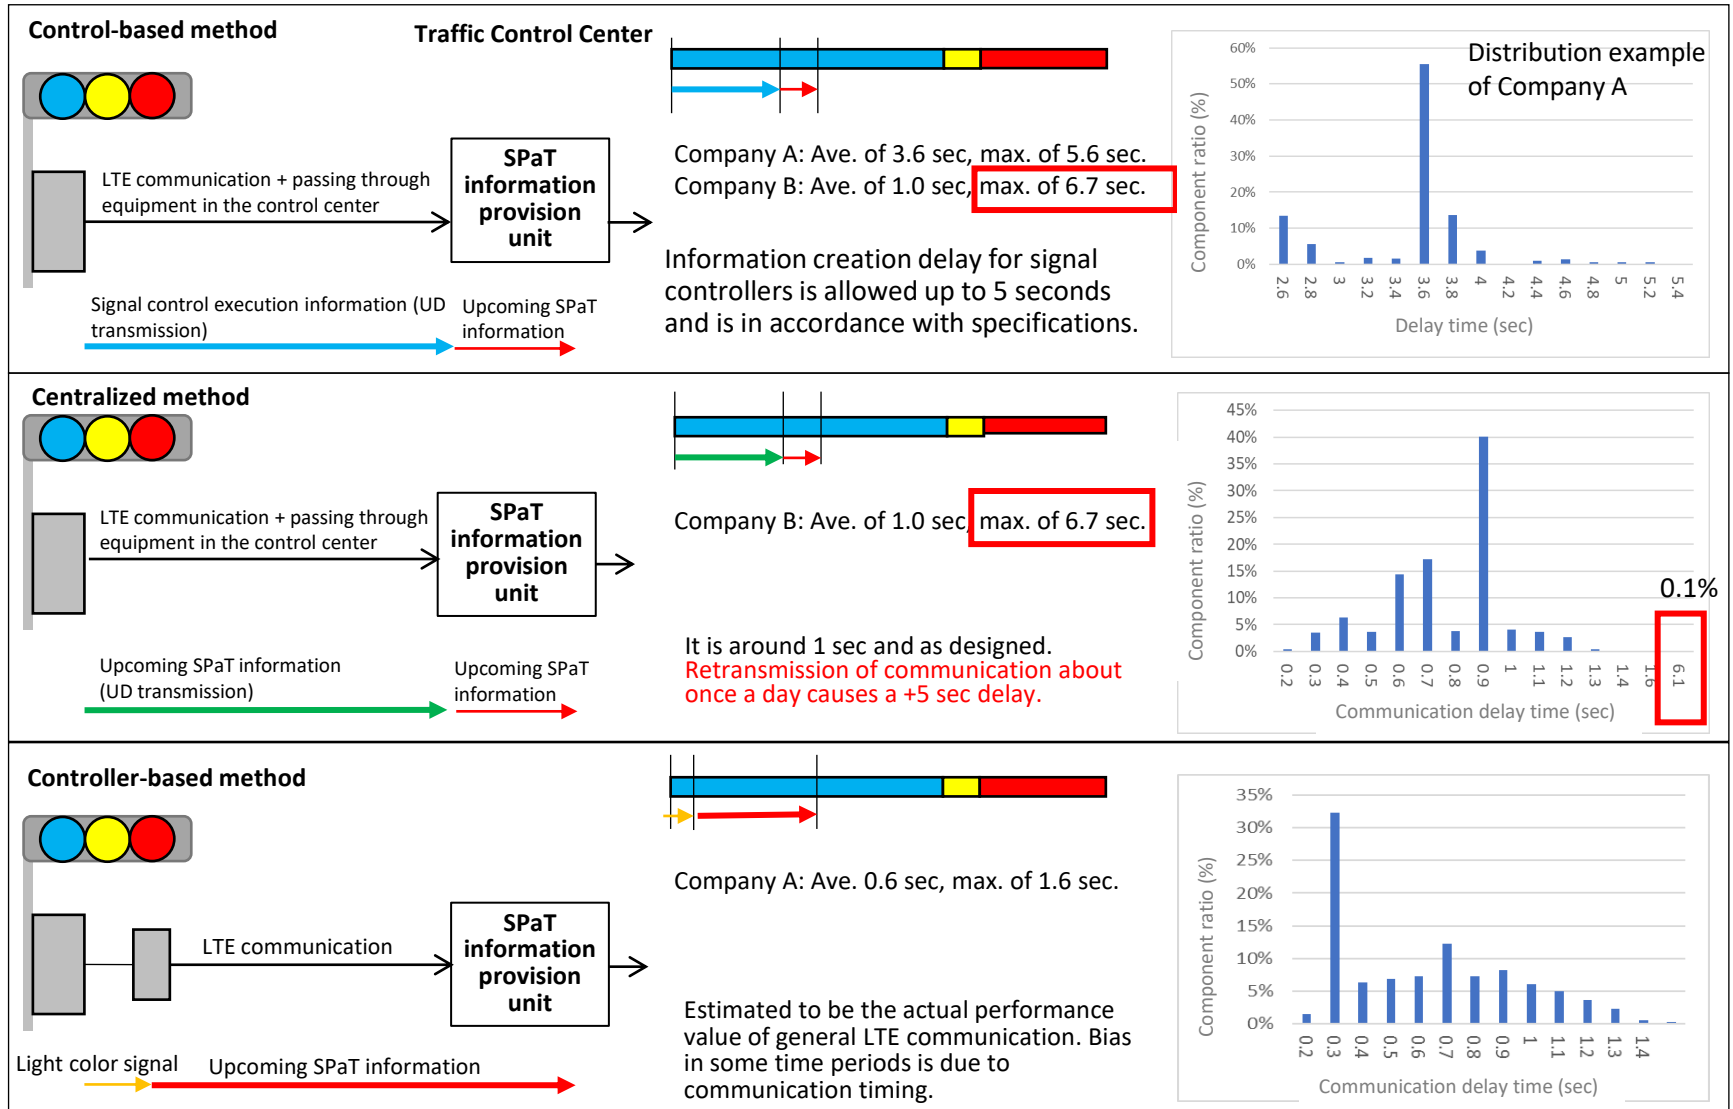 Control-based method
Traffic Control Center
LTE communication + passing through
equipment in the control center
SPaT
information
provision
unit
Signal control execution information (UD
transmission)
Upcoming SPaT
information
Company A: Ave. of 3.6 sec, max. of 5.6 sec.
Company B: Ave. of 1.0 sec, max. of 6.7 sec.
Information creation delay for signal
controllers is allowed up to 5 seconds
and is in accordance with specifications.
Distribution example
of Company A
Component ratio (%)
60%
50%
40%
30%
20%
10%
0%
2.6
2.8
3
3.2
3.4
3.6
3.8
4
4.2
4.4
4.6
4.8
5
5.2
5.4
Delay time (sec)
Centralized method
LTE communication + passing through
equipment in the control center
SPaT
information
provision
unit
Upcoming SPaT information
(UD transmission)
Upcoming SPaT
information
Company B: Ave. of 1.0 sec, max. of 6.7 sec.
It is around 1 sec and as designed.
Retransmission of communication about
once a day causes a +5 sec delay.
Component ratio (%)
45%
40%
35%
30%
25%
20%
15%
10%
5%
0%
0.1%
0.2
0.3
0.4
0.5
0.6
0.7
0.8
0.9
1
1.1
1.2
1.3
1.4
1.6
6.1
Communication delay time (sec)
Controller-based method
LTE communication
SPaT
information
provision
unit
Light color signal
Upcoming SPaT information
Company A: Ave. 0.6 sec, max. of 1.6 sec.
Estimated to be the actual performance
value of general LTE communication. Bias
in some time periods is due to
communication timing.
Component ratio (%)
35%
30%
25%
20%
15%
10%
5%
0%
0.2
0.3
0.4
0.5
0.6
0.7
0.8
0.9
1
1.1
1.2
1.3
1.4
Communication delay time (sec)